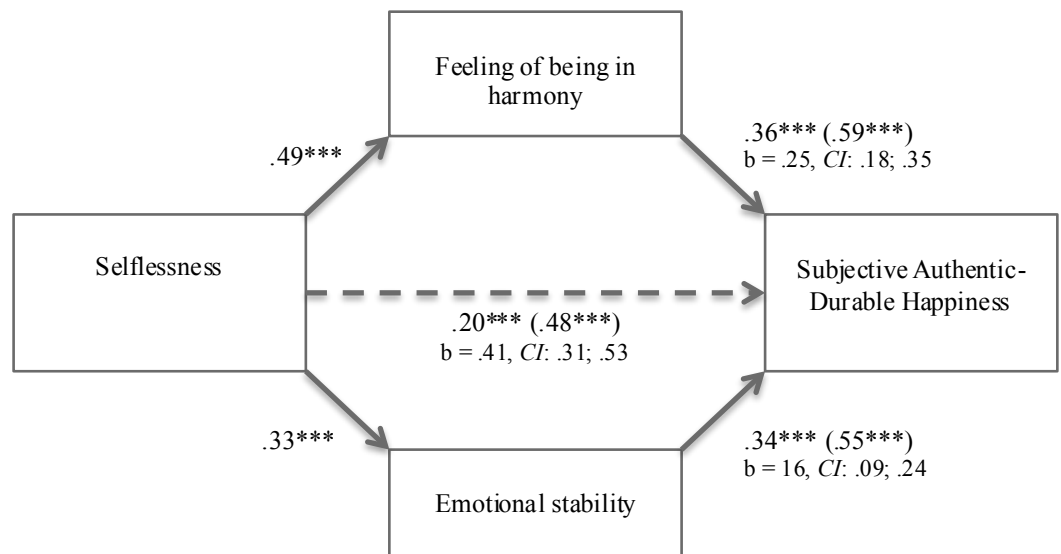 Feeling of being in
harmony
.49***
.36*** (.59***)
b = .25, CI: .18; .35
Selflessness
Subjective Authentic-
Durable Happiness
.20*** (.48***)
b = .41, CI: .31; .53
.33***
.34*** (.55***)
b = 16, CI: .09; .24
Emotional stability